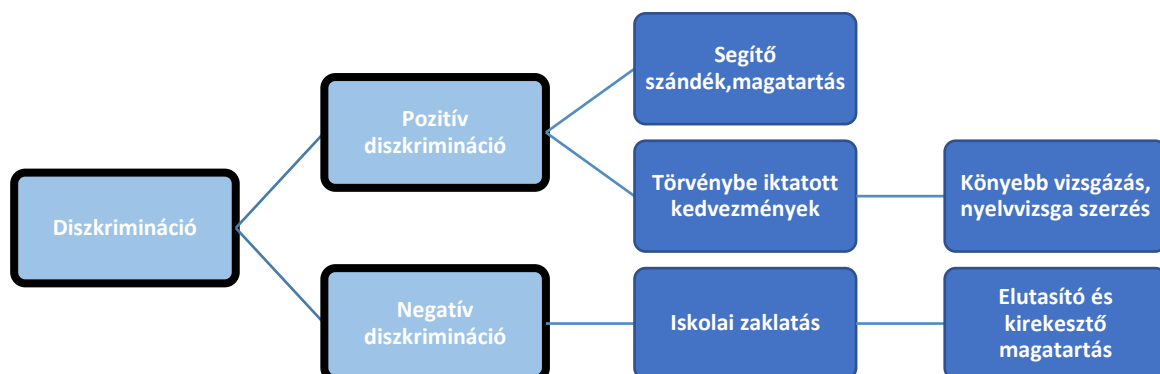 Segítő
szándék,magatartás
Pozitív
diszkrimináció
Törvénybe iktatott
kedvezmények
Könyebb vizsgázás,
nyelvvizsga szerzés
Diszkrimináció
Negatív
diszkrimináció
Iskolai zaklatás
Elutasító és
kirekesztő
magatartás